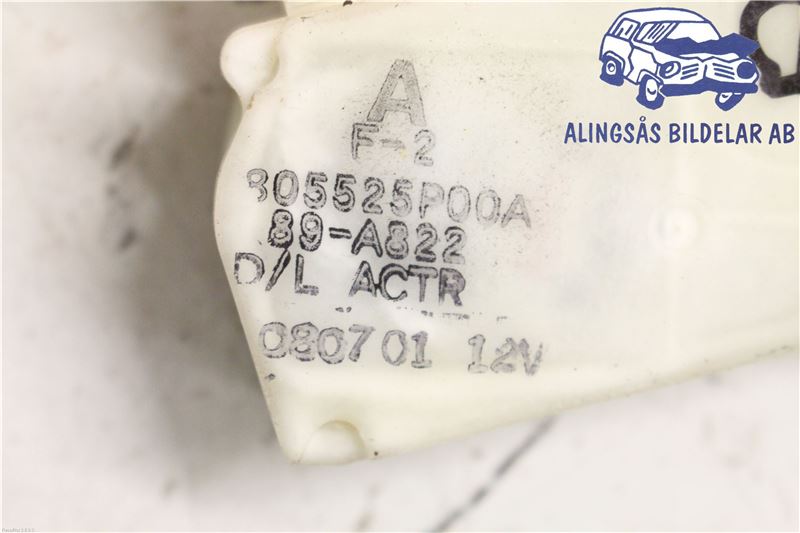 A
F-2
805525P00A
89-A822
D/L ACTR
080701 12V
ALINGSÅS BILDELAR AB